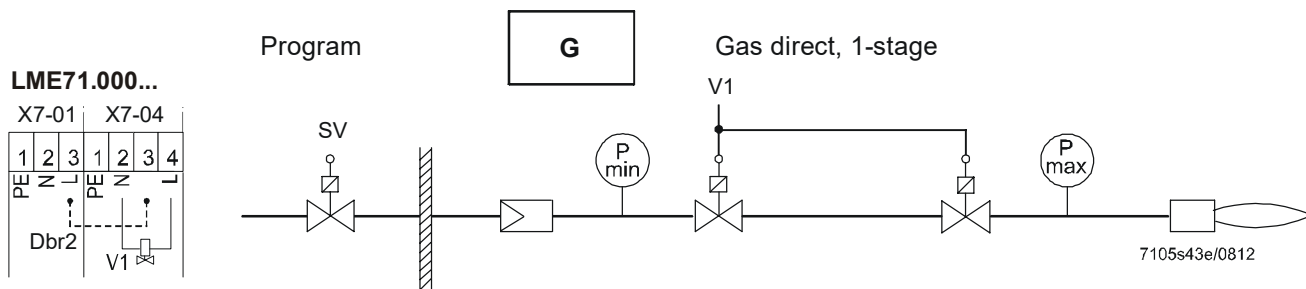 Program
G
Gas direct, 1-stage
LME71.000...
X7-01 X7-04
1 2 3 1 2 3 4
PE N L PE N L
Dbr2
V1
SV
P min
V1
P max
7105s43e/0812